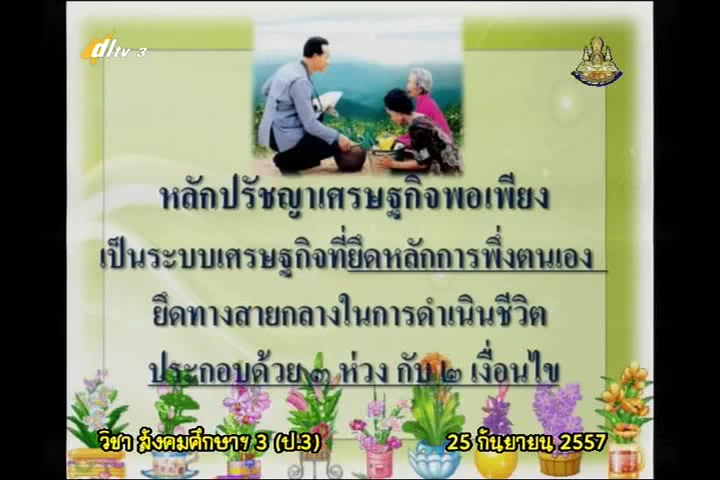 dltv 3
หลักปรัชญาเศรษฐกิจพอเพียง
เป็นระบบเศรษฐกิจที่ยึดหลักการพึ่งตนเอง
ยึดทางสายกลางในการดำเนินชีวิต
ประกอบด้วย ๓ ห่วง กับ ๒ เงื่อนไข
วิชา สังคมศึกษาฯ 3 (ป.3)
25 กันยายน 2557